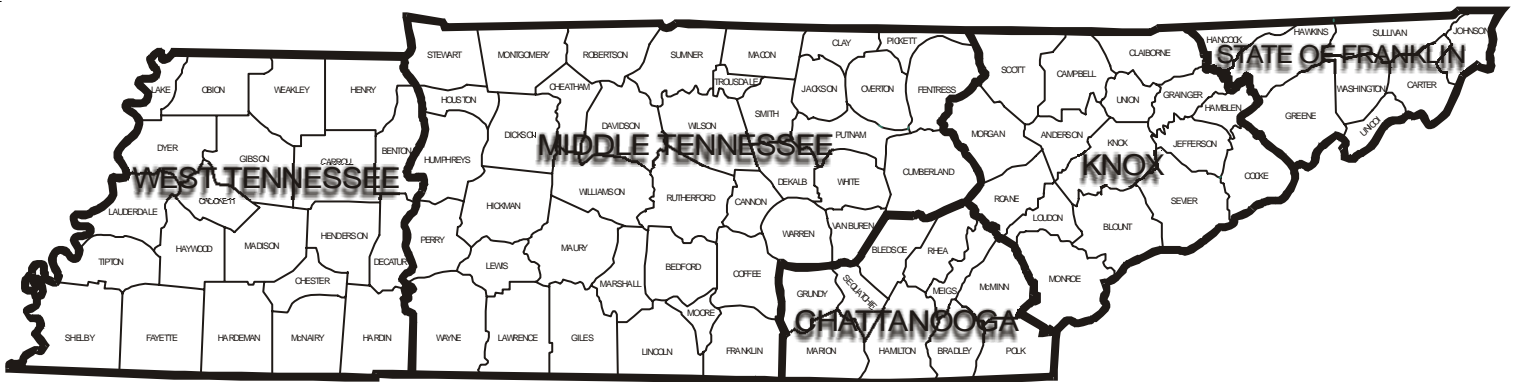 WEST TENNESSEE
LAKE
OBION
WEAKLEY
HENRY
DYER
GIBSON
CARROLL
BENTON
LAUDERDALE
HAYWOOD
MADISON
HENDERSON
DECATUR
TIPTON
CHESTER
SHELBY
FAYETTE
HARDEMAN
McNAIRY
HARDIN
MIDDLE TENNESSEE
STEWART
MONTGOMERY
ROBERTSON
SUMNER
MACON
CLAY
PICKETT
TROUSDALE
HOUSTON
CHEATHAM
JACKSON
OVERTON
FENTRESS
SMITH
DICKSON
DAVIDSON
WILSON
PUTNAM
HUMPHREYS
WILLIAMSON
RUTHERFORD
CANNON
DEKALB
WHITE
CUMBERLAND
HICKMAN
PERRY
LEWIS
MAURY
WARREN
VAN BUREN
BEDFORD
COFFEE
MARSHALL
MOORE
WAYNE
LAWRENCE
GILES
LINCOLN
FRANKLIN
CHATTANOOGA
BLEDSOE
RHEA
GRUNDY
SEQUATCHIE
MEIGS
McMINN
MARION
HAMILTON
BRADLEY
POLK
KNOX
SCOTT
CAMPBELL
CLAIBORNE
UNION
GRAINGER
HAMBLEN
MORGAN
ANDERSON
KNOX
JEFFERSON
COCKE
ROANE
LOUDON
BLOUNT
SEVIER
MONROE
STATE OF FRANKLIN
HANCOCK
HAWKINS
SULLIVAN
JOHNSON
WASHINGTON
CARTER
GREENE